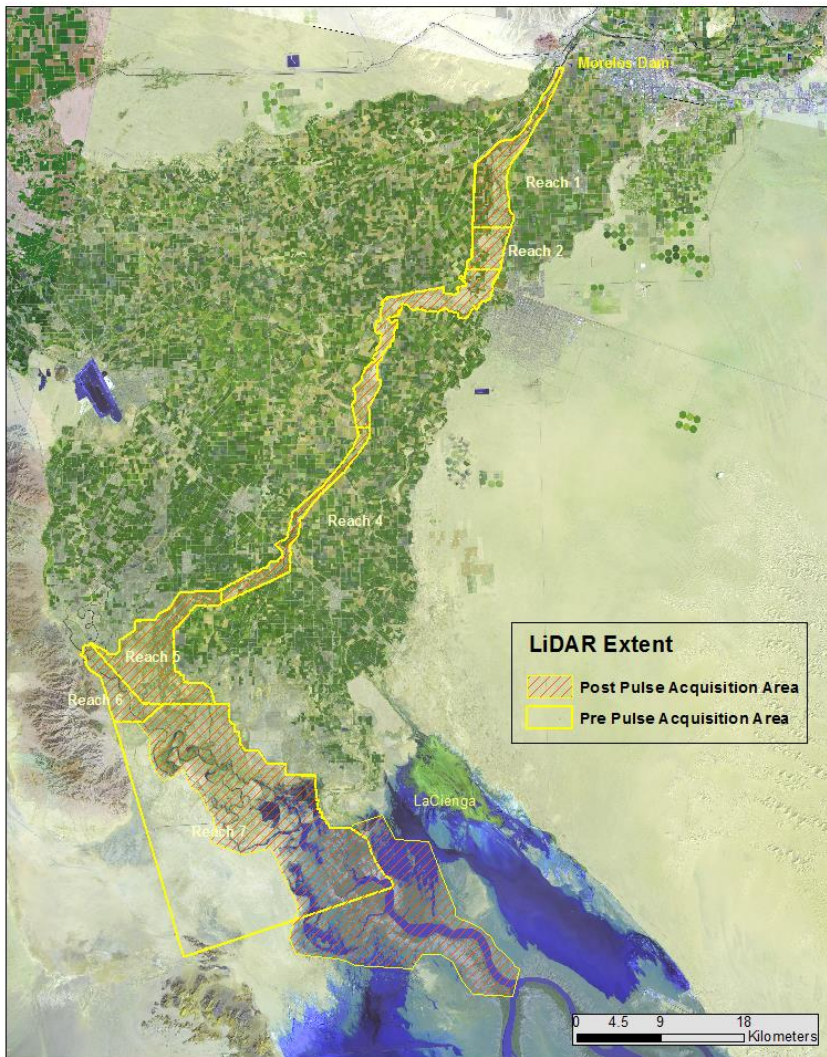 Morelos Dam
Reach 1
Reach 2
Reach 4
Reach 5
Reach 6
Reach 7
LaCienga
LiDAR Extent
Post Pulse Acquisition Area
Pre Pulse Acquisition Area
0 4.5 9 18
Kilometers